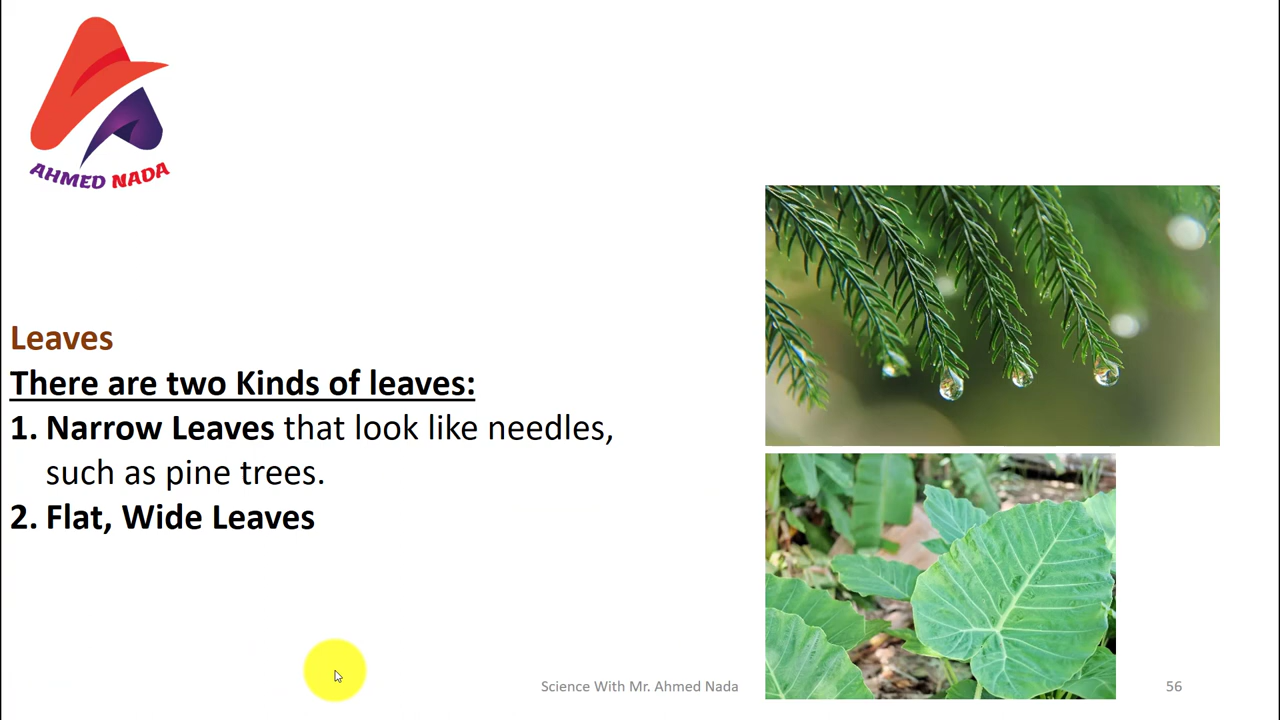 AHMED NADA
Leaves
There are two Kinds of leaves:
1. Narrow Leaves that look like needles,
such as pine trees.
2. Flat, Wide Leaves
Science With Mr. Ahmed Nada
56